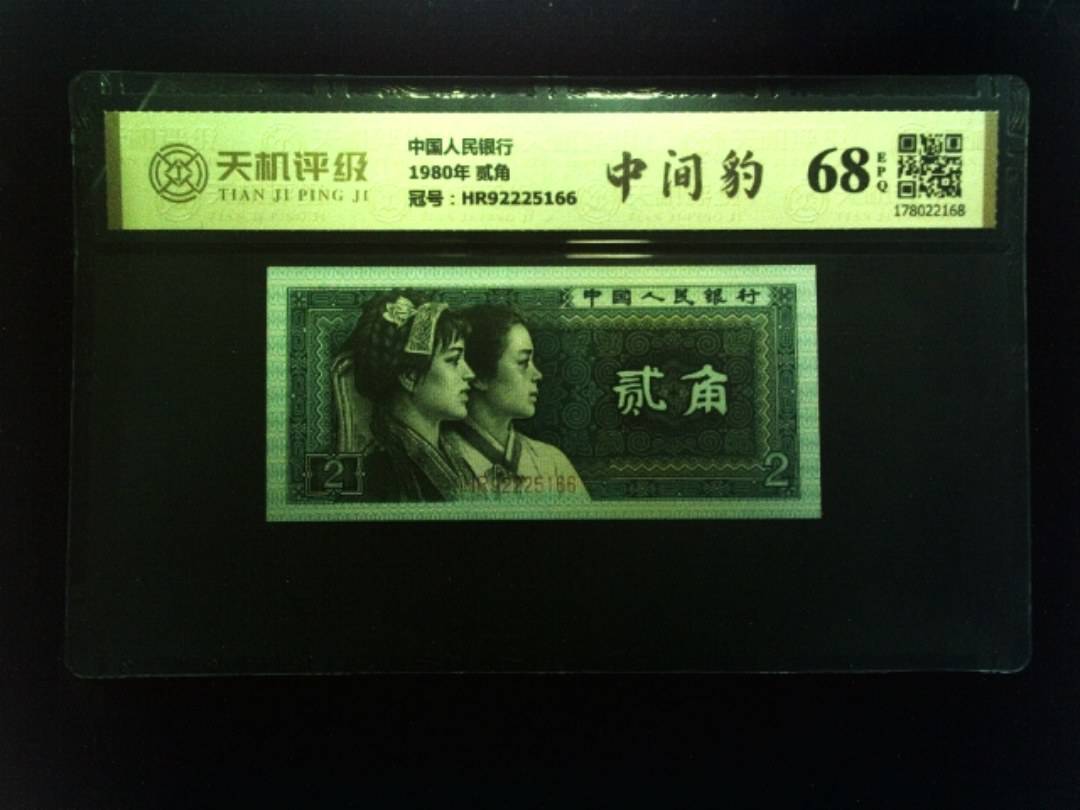 天机评级
TIAN JI PING JI
中国人民银行
1980年 贰角
冠号：HR92225166
中间豹
68
EPQ
178022168
中国人民银行
贰角
2
2
HR92225166